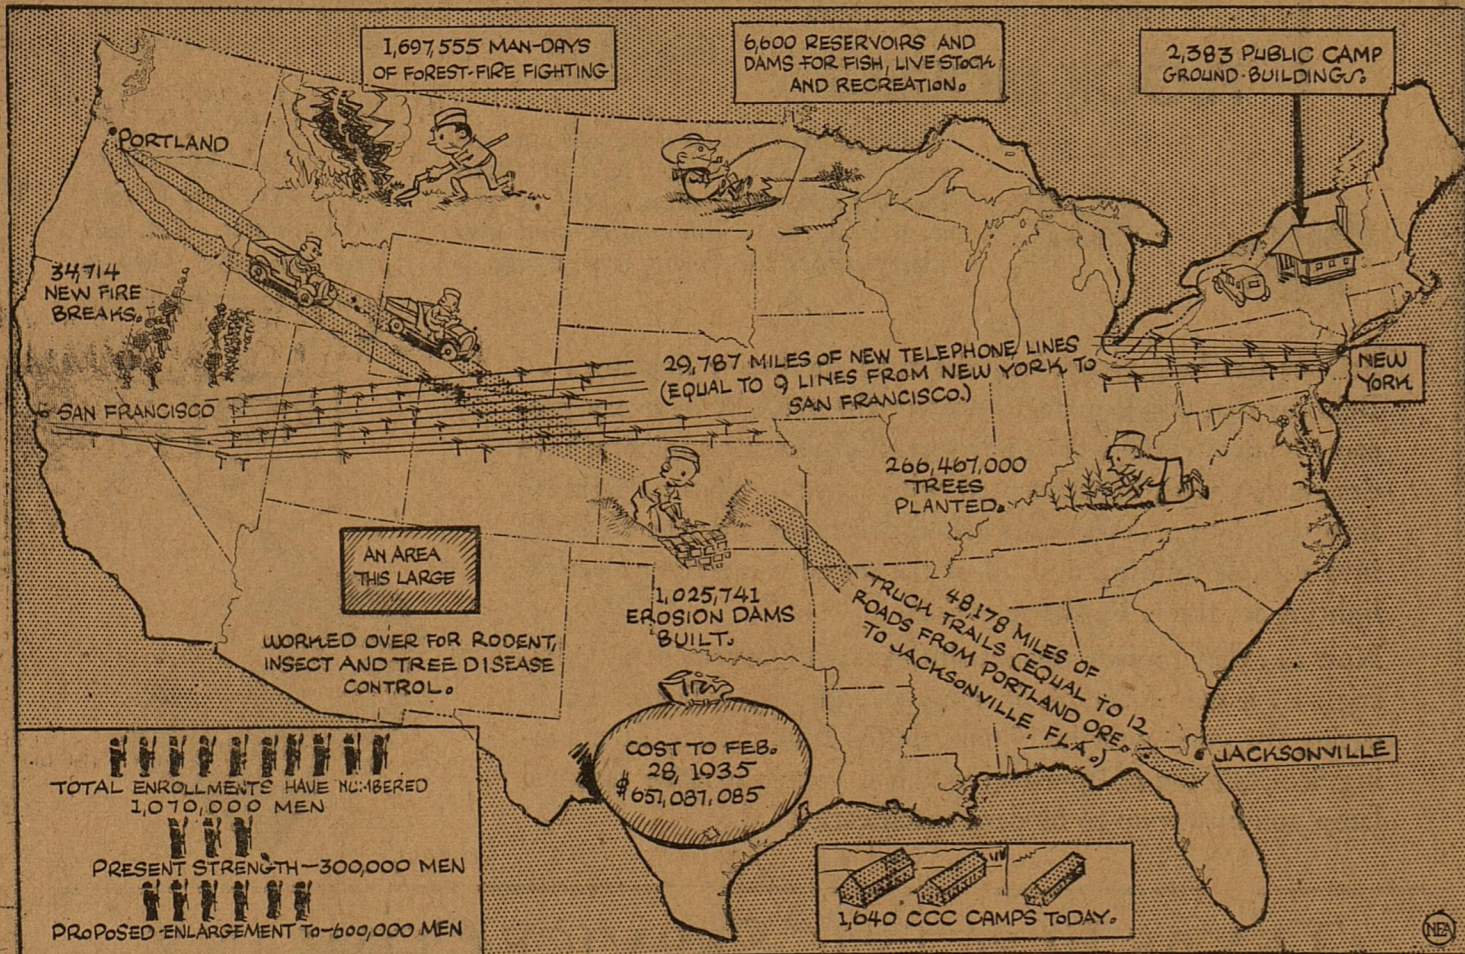 1,697,555 MAN-DAYS
OF FOREST-FIRE FIGHTING
6,600 RESERVOIRS AND
DAMS FOR FISH, LIVE STOCK
AND RECREATION.
2,383 PUBLIC CAMP
GROUND-BUILDINGS.
PORTLAND
34,714
NEW FIRE
BREAKS.
29,787 MILES OF NEW TELEPHONE LINES
(EQUAL TO 9 LINES FROM NEW YORK TO
SAN FRANCISCO.)
NEW
YORK
SAN FRANCISCO
266,467,000
TREES
PLANTED.
AN AREA
THIS LARGE
WORKED OVER FOR RODENT,
INSECT AND TREE DISEASE
CONTROL.
1,025,741
EROSION DAMS
BUILT.
48,178 MILES OF
TRUCK TRAILS (EQUAL TO 12
ROADS FROM PORTLAND ORE.
TO JACKSONVILLE, FLA.)
JACKSONVILLE
COST TO FEB.
28, 1935
$657,087,085
TOTAL ENROLLMENTS HAVE NUMBERED
1,070,000 MEN
PRESENT STRENGTH-300,000 MEN
PROPOSED-ENLARGEMENT TO-600,000 MEN
1,640 CCC CAMPS TODAY.
NEA